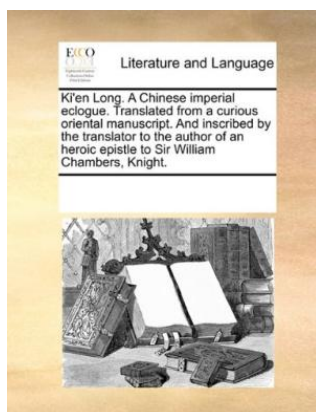 ECCO
Literature and Language
Ki'en Long. A Chinese imperial
eclogue. Translated from a curious
oriental manuscript. And inscribed by
the translator to the author of an
heroic epistle to Sir William
Chambers, Knight.